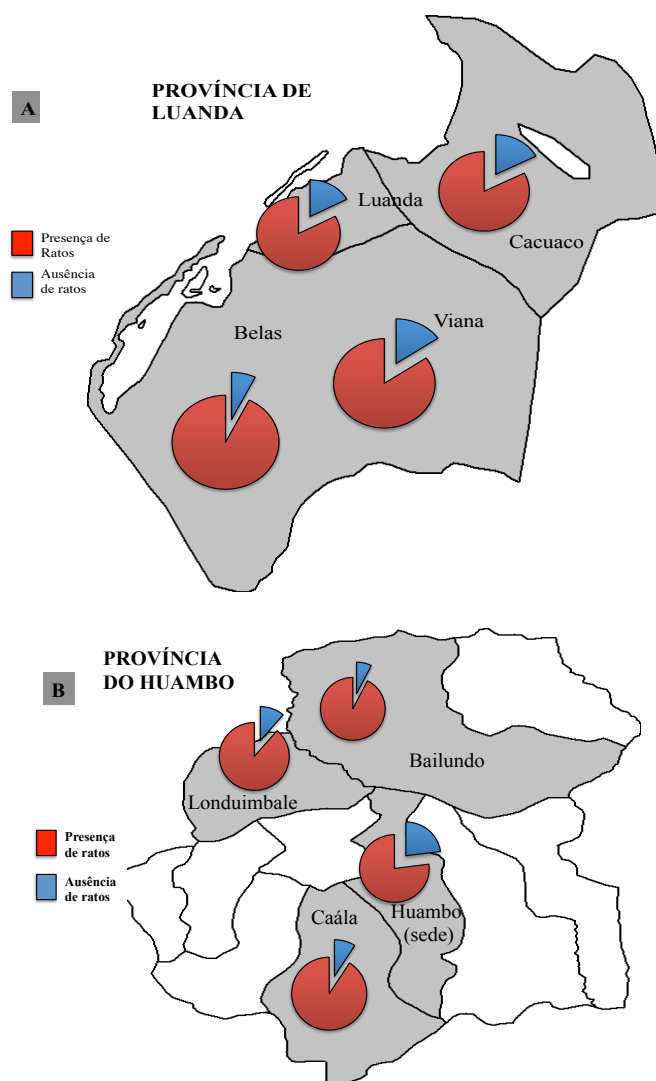 A
PROVÍNCIA DE
LUANDA
Presença de
Ratos
Ausência
de ratos
Luanda
Cacuaco
Belas
Viana
B
PROVÍNCIA
DO HUAMBO
Presença
de ratos
Ausência
de ratos
Bailundo
Londuimbale
Caála
Huambo
(sede)